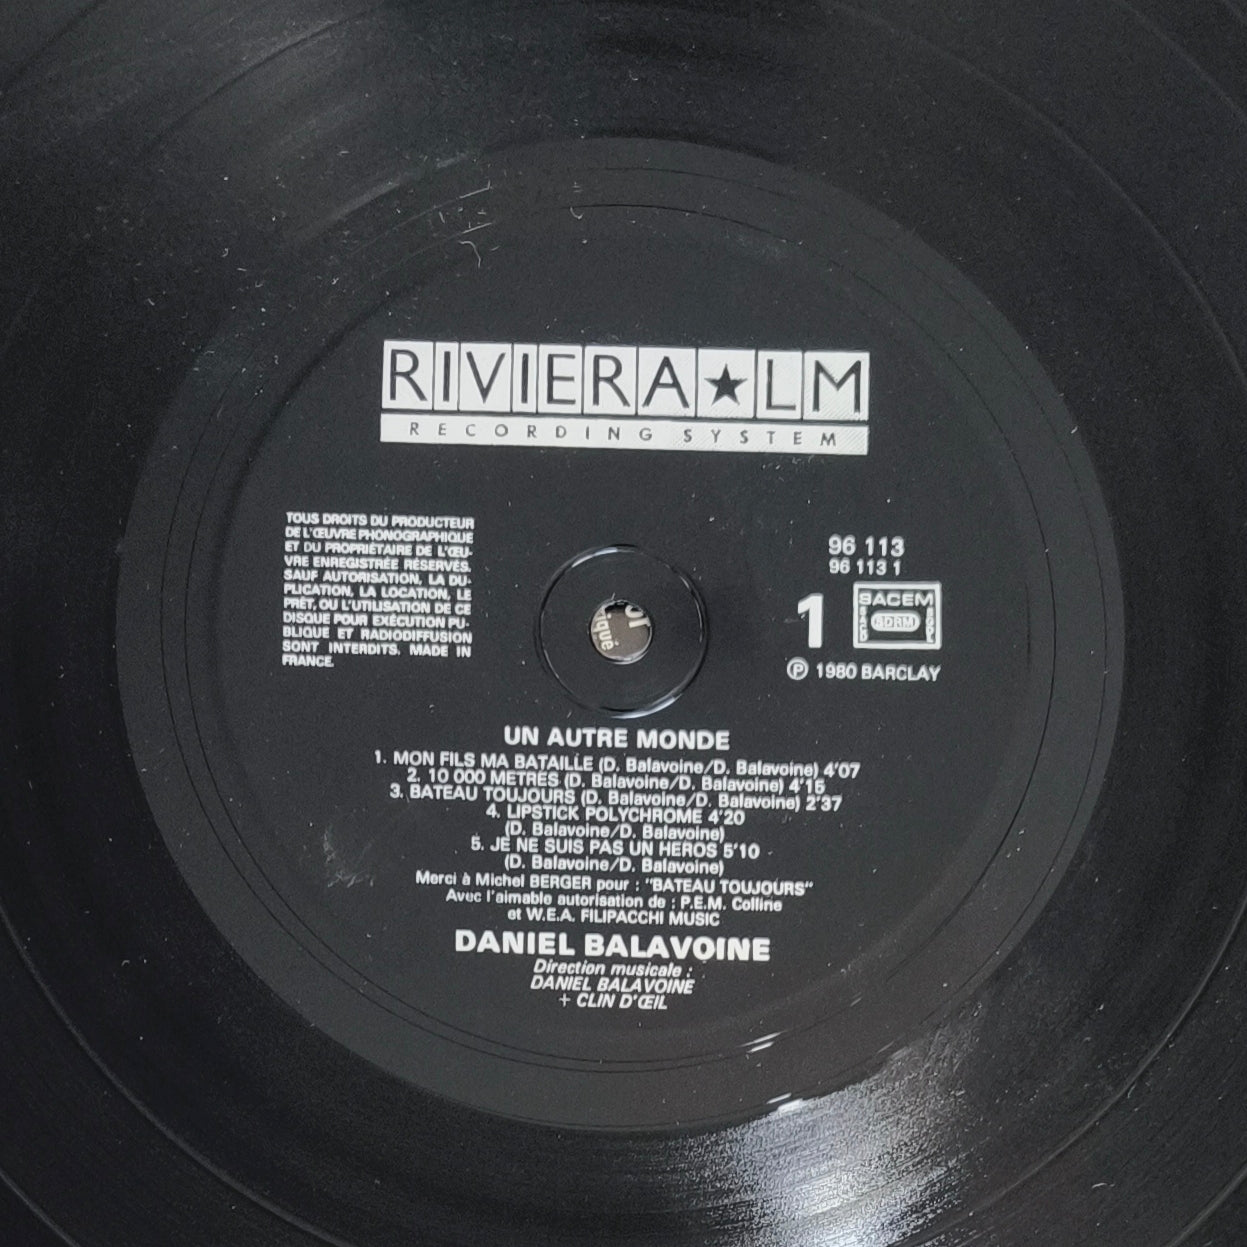 RIVIERA★LM
RECORDING SYSTEM
TOUS DROITS DU PRODUCTEUR
DE L'ŒUVRE PHONOGRAPHIQUE
ET DU PROPRIÉTAIRE DE L'ŒU-
VRE ENREGISTRÉE RÉSERVÉS.
SAUF AUTORISATION, LA DU-
PLICATION, LA LOCATION, LE
PRÊT, OU L'UTILISATION DE CE
DISQUE POUR EXÉCUTION PU-
BLIQUE ET RADIODIFFUSION
SONT INTERDITS. MADE IN
FRANCE.
96 113
96 113 1
1
SACEM
SDRM
SACD
SGDL
℗ 1980 BARCLAY
UN AUTRE MONDE
1. MON FILS MA BATAILLE (D. Balavoine/D. Balavoine) 4'07
2. 10 000 METRES (D. Balavoine/D. Balavoine) 4'16
3. BATEAU TOUJOURS (D. Balavoine/D. Balavoine) 2'37
4. LIPSTICK POLYCHROME 4'20
(D. Balavoine/D. Balavoine)
5. JE NE SUIS PAS UN HEROS 5'10
(D. Balavoine/D. Balavoine)
Merci à Michel BERGER pour : "BATEAU TOUJOURS"
Avec l'aimable autorisation de : P.E.M. Colline
et W.E.A. FILIPACCHI MUSIC
DANIEL BALAVOINE
Direction musicale :
DANIEL BALAVOINE
+ CLIN D'ŒIL